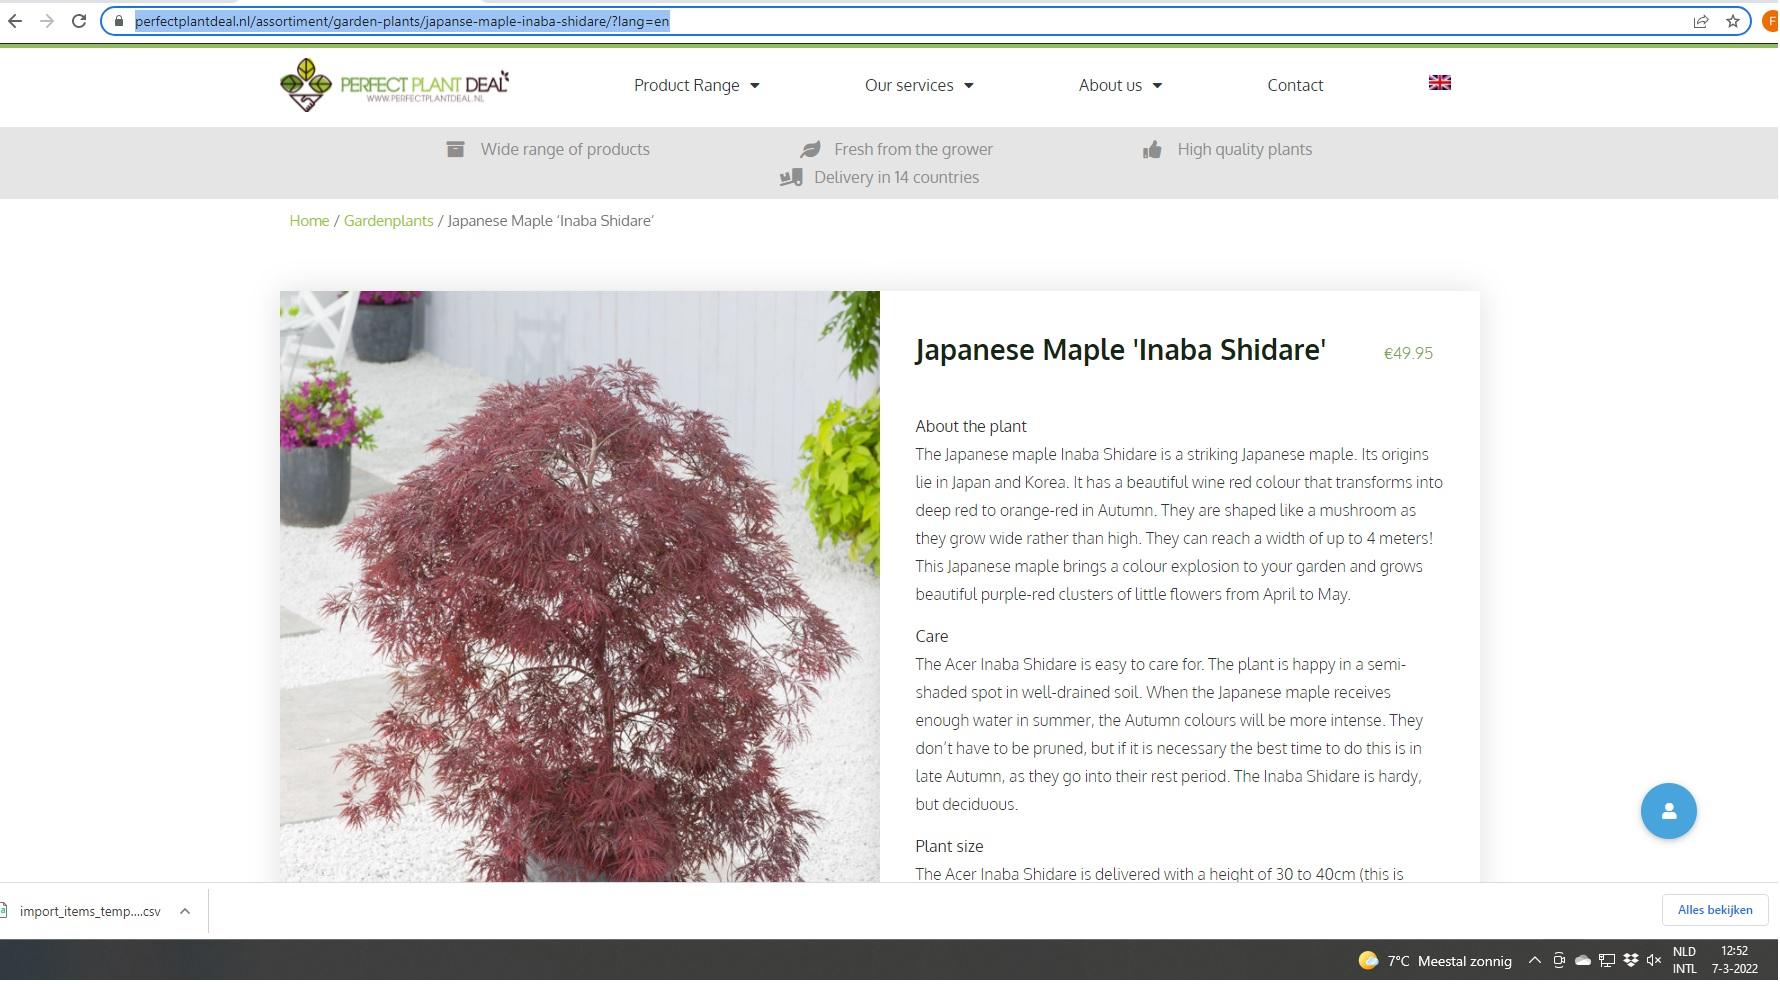 perfectplantdeal.nl/assortiment/garden-plants/japanse-maple-inaba-shidare/?lang=en
F
PERFECT PLANT DEAL
WWW.PERFECTPLANTDEAL.NL
Product Range
Our services
About us
Contact
Wide range of products
Fresh from the grower
High quality plants
Delivery in 14 countries
Home / Gardenplants / Japanese Maple ‘Inaba Shidare’
Japanese Maple 'Inaba Shidare'
€49.95
About the plant
The Japanese maple Inaba Shidare is a striking Japanese maple. Its origins
lie in Japan and Korea. It has a beautiful wine red colour that transforms into
deep red to orange-red in Autumn. They are shaped like a mushroom as
they grow wide rather than high. They can reach a width of up to 4 meters!
This Japanese maple brings a colour explosion to your garden and grows
beautiful purple-red clusters of little flowers from April to May.
Care
The Acer Inaba Shidare is easy to care for. The plant is happy in a semi-
shaded spot in well-drained soil. When the Japanese maple receives
enough water in summer, the Autumn colours will be more intense. They
don’t have to be pruned, but if it is necessary the best time to do this is in
late Autumn, as they go into their rest period. The Inaba Shidare is hardy,
but deciduous.
Plant size
The Acer Inaba Shidare is delivered with a height of 30 to 40cm (this is
import_items_temp....csv
Alles bekijken
7°C Meestal zonnig
NLD
INTL
12:52
7-3-2022